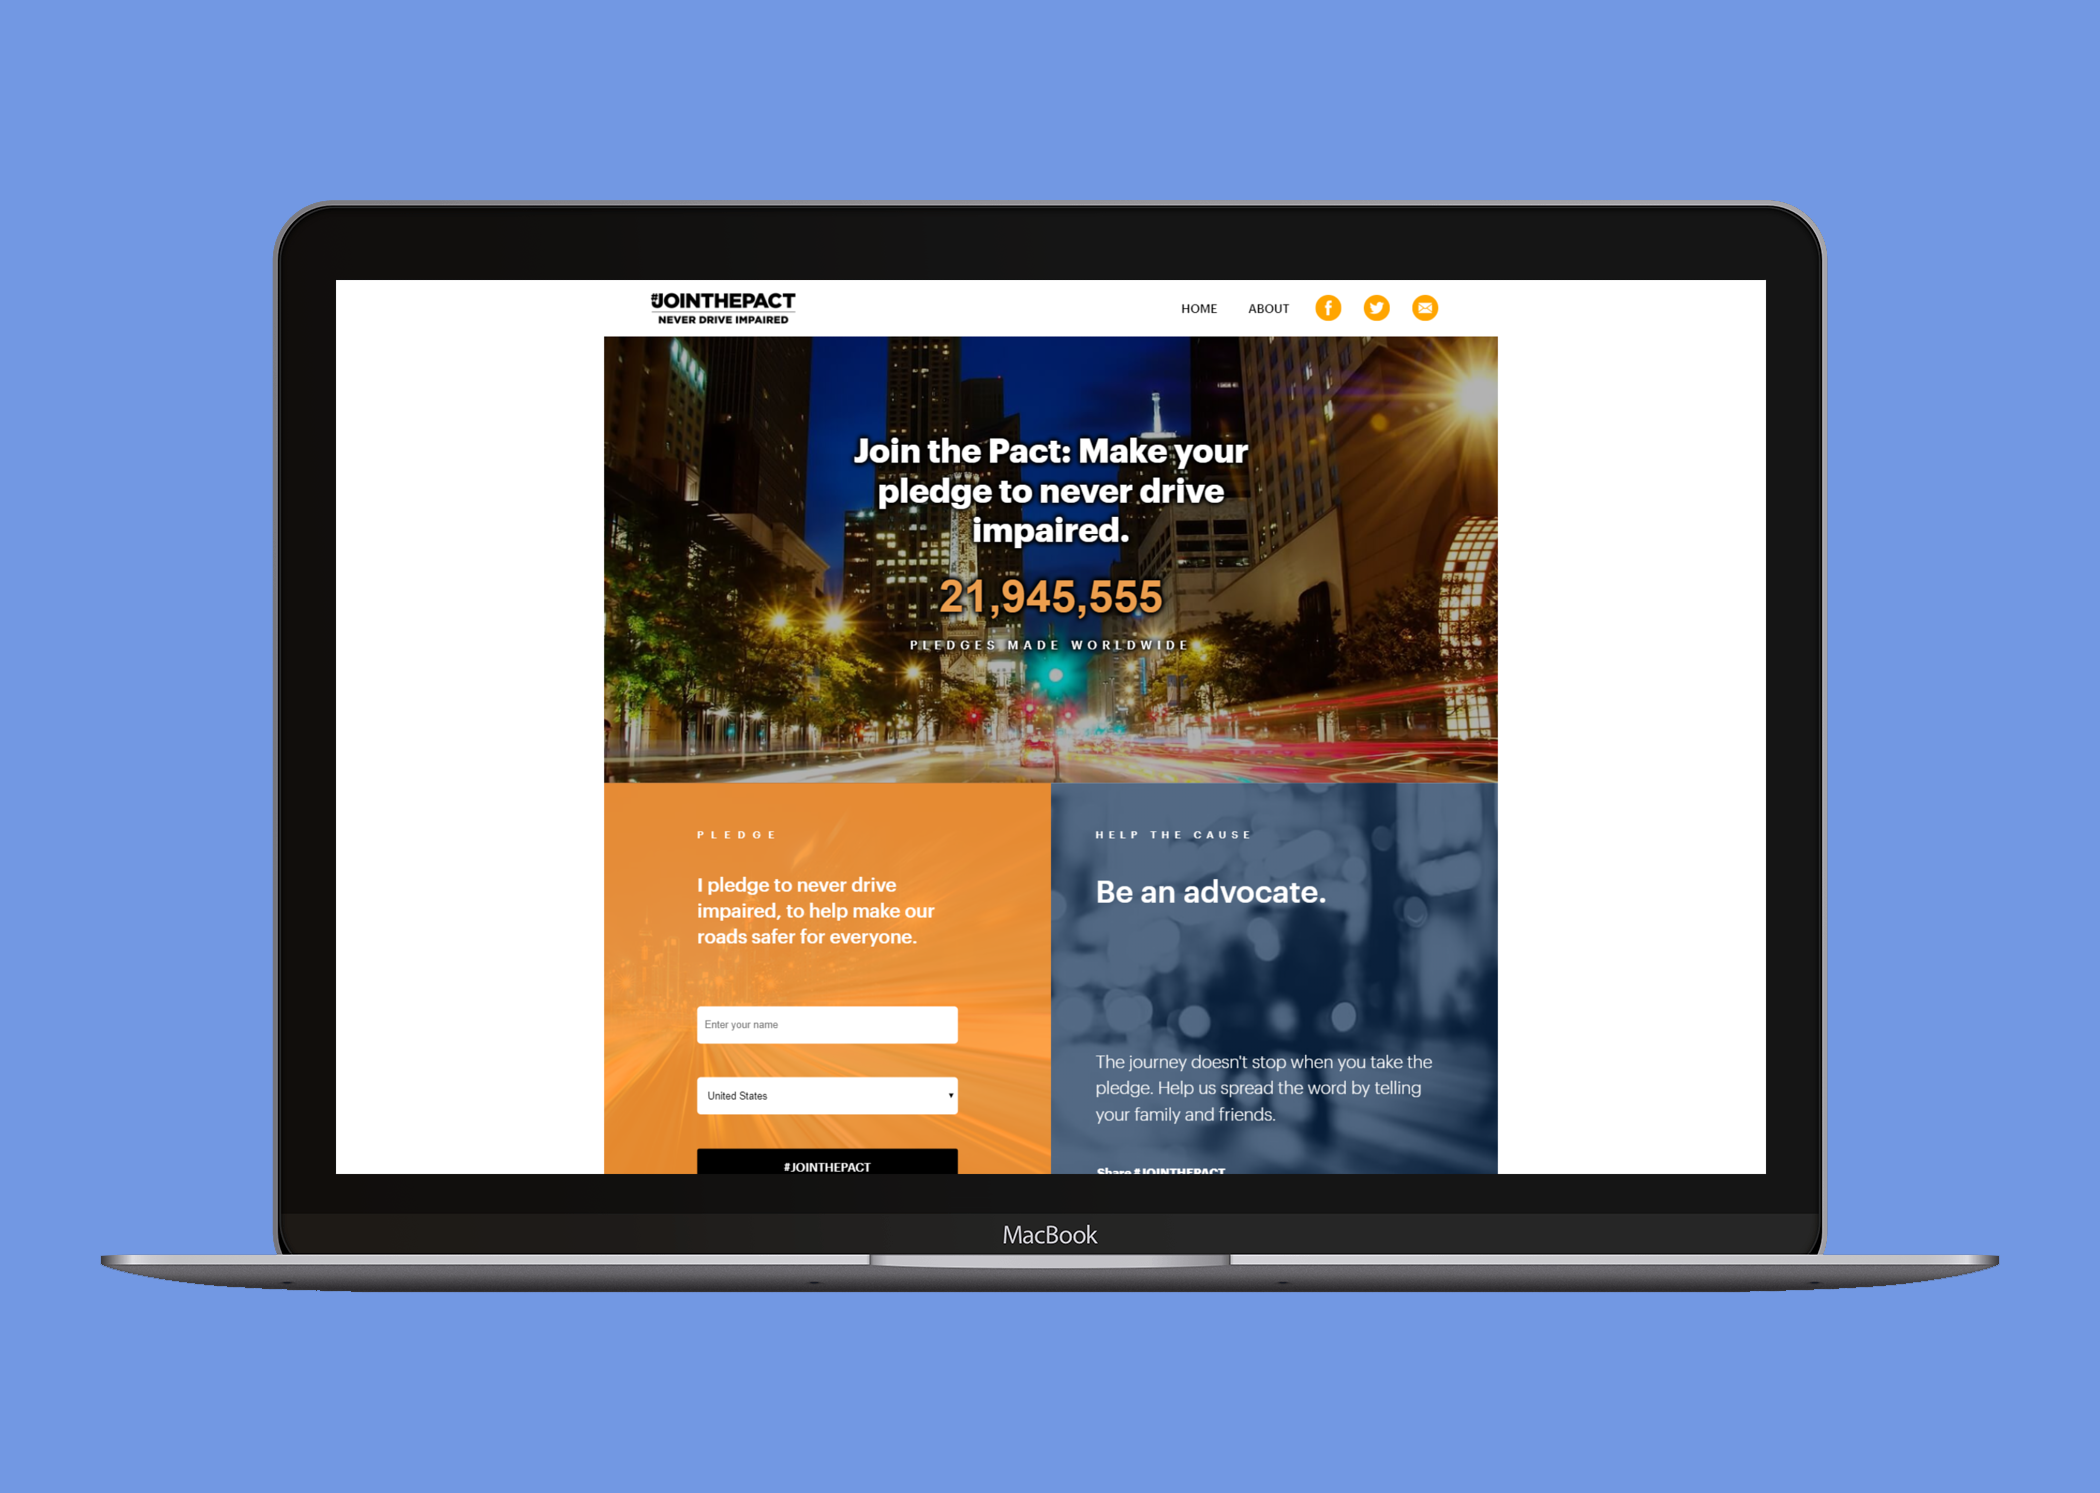 #JOINTHEPACT
NEVER DRIVE IMPAIRED
HOME ABOUT
Join the Pact: Make your
pledge to never drive
impaired.
21,945,555
PLEDGES MADE WORLDWIDE
PLEDGE
I pledge to never drive
impaired, to help make our
roads safer for everyone.
Enter your name
United States
#JOINTHEPACT
HELP THE CAUSE
Be an advocate.
The journey doesn't stop when you take the
pledge. Help us spread the word by telling
your family and friends.
Share #JOINTHEPACT
MacBook